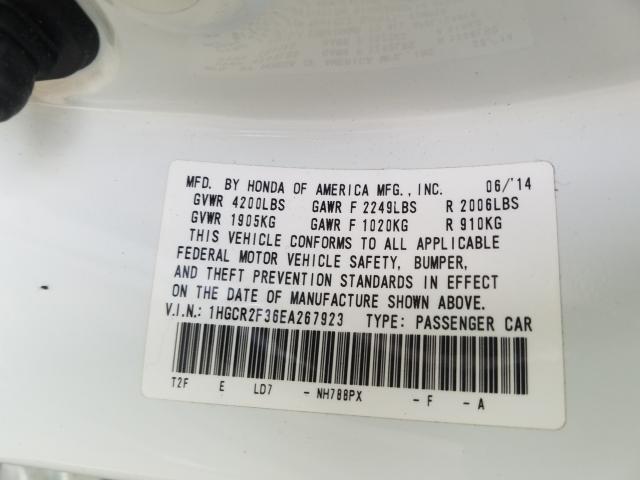 MFD. BY HONDA OF AMERICA MFG., INC. 06/'14
GVWR 4200LBS GAWR F 2249LBS R 2006LBS
GVWR 1905KG GAWR F 1020KG R 910KG
THIS VEHICLE CONFORMS TO ALL APPLICABLE
FEDERAL MOTOR VEHICLE SAFETY, BUMPER,
AND THEFT PREVENTION STANDARDS IN EFFECT
ON THE DATE OF MANUFACTURE SHOWN ABOVE.
V.I.N.: 1HGCR2F36EA267923 TYPE: PASSENGER CAR
T2F E LD7 - NH788PX - F - A